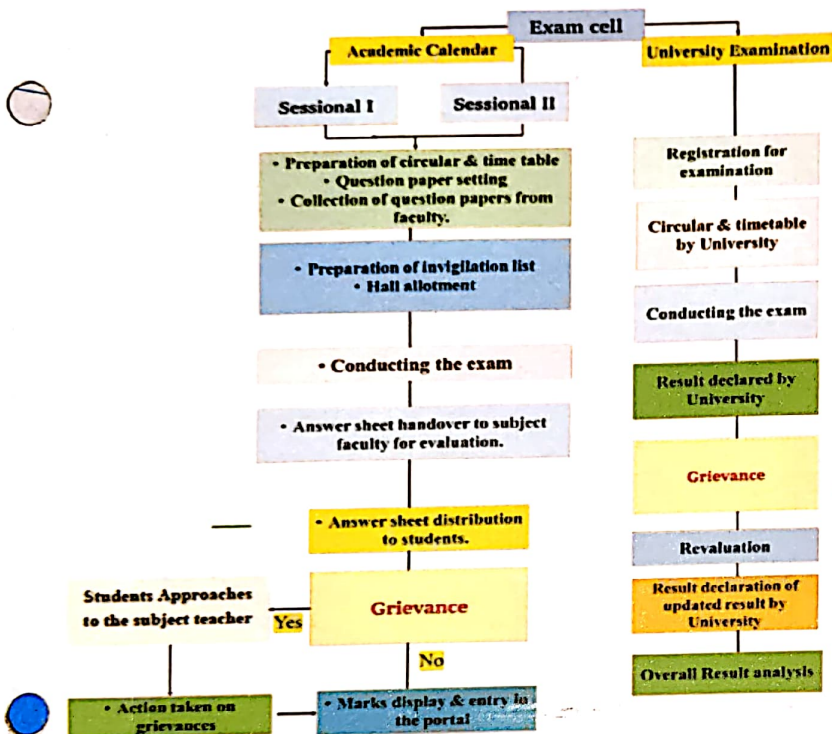 Exam cell
Academic Calendar
University Examination
Sessional I
Sessional II
• Preparation of circular & time table
• Question paper setting
• Collection of question papers from
faculty.
• Preparation of invigilation list
• Hall allotment
• Conducting the exam
• Answer sheet handover to subject
faculty for evaluation.
• Answer sheet distribution
to students.
Grievance
Yes
Students Approaches
to the subject teacher
No
• Action taken on
grievances
• Marks display & entry in
the portal
Registration for
examination
Circular & timetable
by University
Conducting the exam
Result declared by
University
Grievance
Revaluation
Result declaration of
updated result by
University
Overall Result analysis